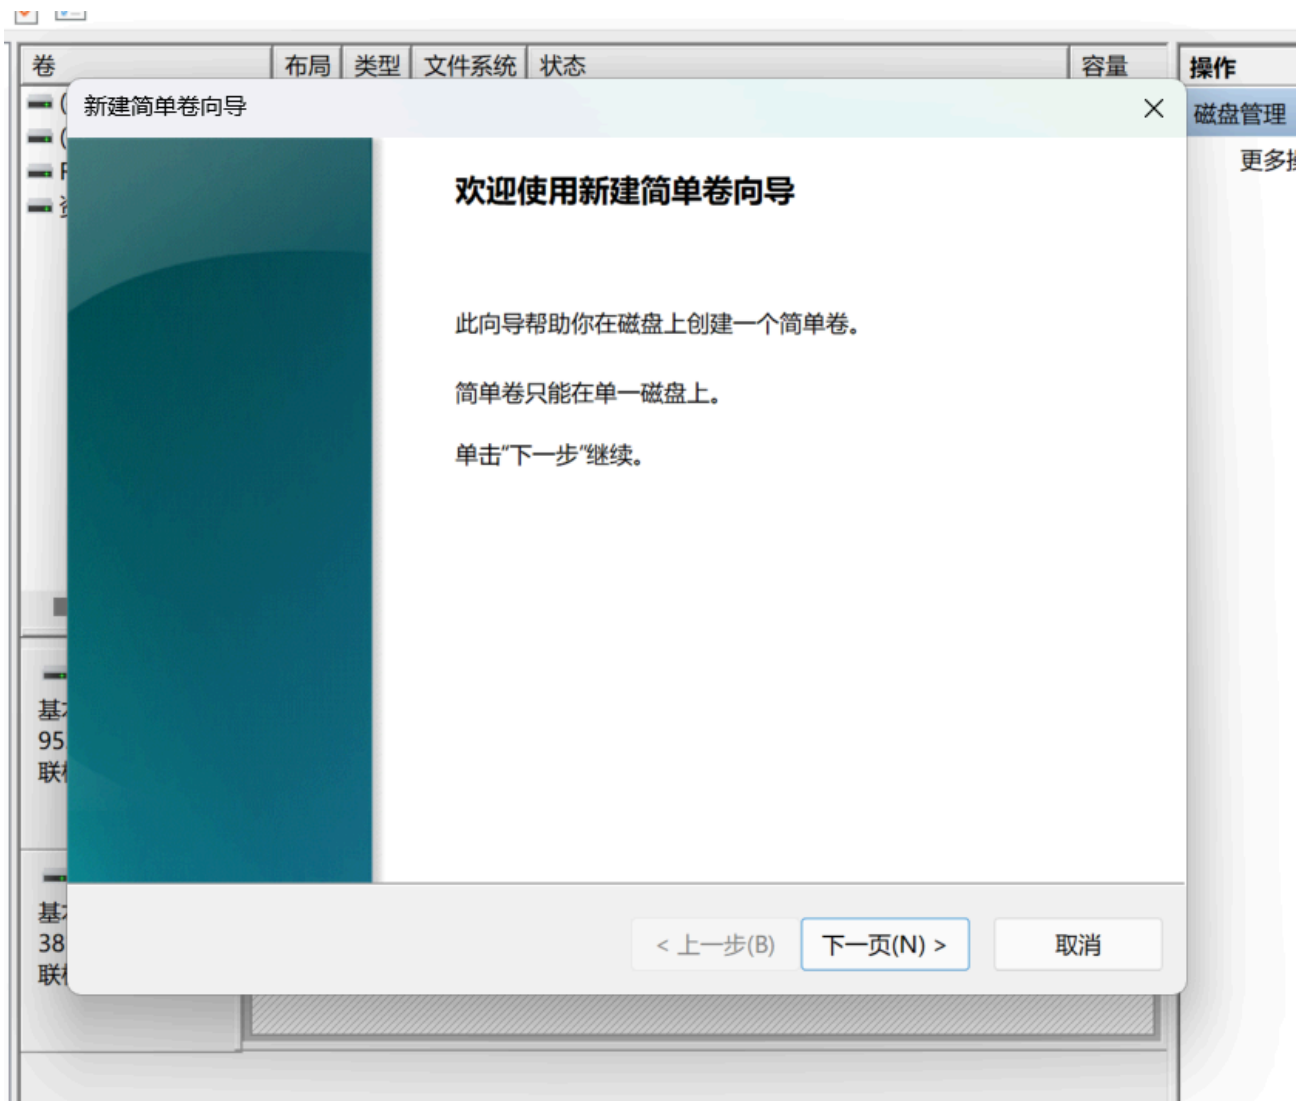 卷 布局 类型 文件系统 状态 容量 操作
新建简单卷向导
磁盘管理
更多
欢迎使用新建简单卷向导
此向导帮助你在磁盘上创建一个简单卷。
简单卷只能在单一磁盘上。
单击"下一步"继续。
95
38
< 上一步(B) 下一页(N) > 取消